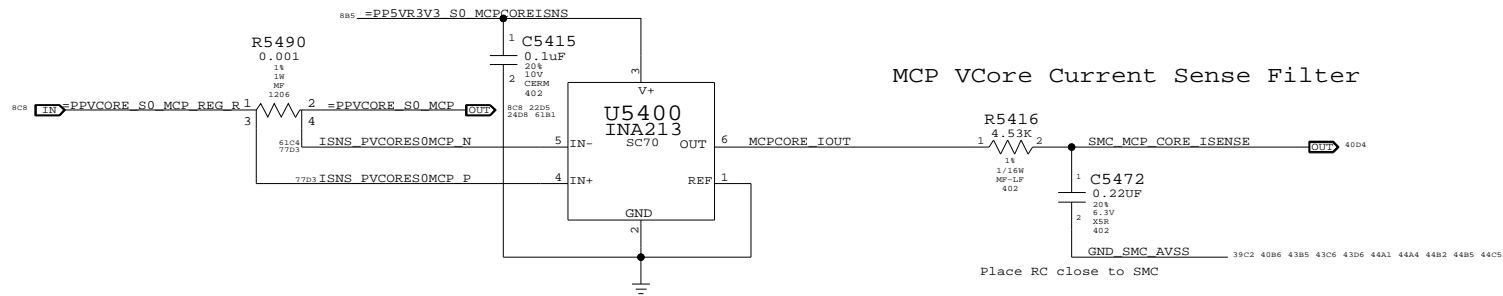 8B5 =PP5VR3V3_S0_MCPCOREISNS
R5490
0.001
1%
1W
MF
1206
1 C5415
0.1uF
20%
10V
2 CERM
402
3
V+
MCP VCore Current Sense Filter
8C8 IN =PPVCORE_S0_MCP_REG_R 1 2 =PPVCORE_S0_MCP OUT 8C8 22D5
24D8 61B1
3 4
U5400
INA213
SC70
61C4
77D3 ISNS_PVCORES0MCP_N 5 IN- OUT 6 MCPCORE_IOUT
R5416
4.53K
1 2
1%
1/16W
MF-LF
402
SMC_MCP_CORE_ISENSE OUT 40D4
77D3 ISNS_PVCORES0MCP_P 4 IN+ REF 1
1 C5472
0.22UF
20%
6.3V
2 X5R
402
GND
2
GND_SMC_AVSS 39C2 40B6 43B5 43C6 43D6 44A1 44A4 44B2 44B5 44C5
Place RC close to SMC